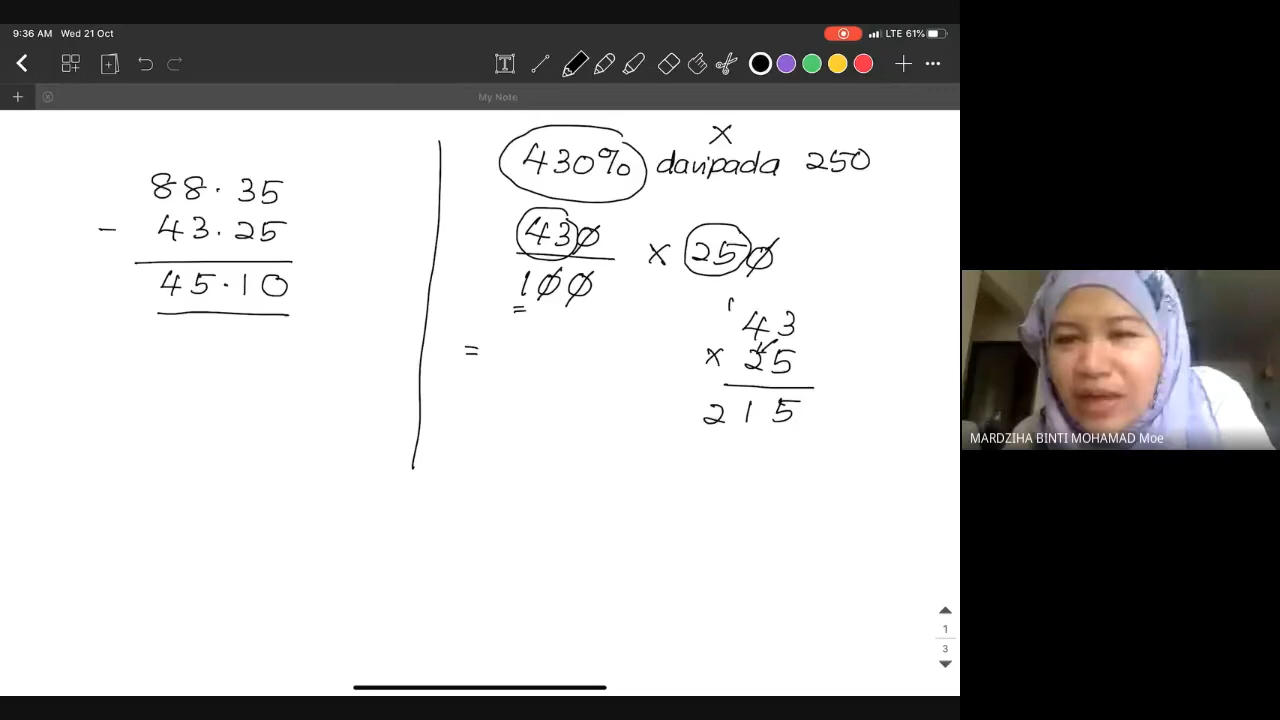 9:36 AM Wed 21 Oct
LTE 61%
My Note
88.35
- 43.25
45.10
×
430% daripada 250
430 × 250
100
=
1
43
=
× 25
215
1
3
MARDZIHA BINTI MOHAMAD Moe